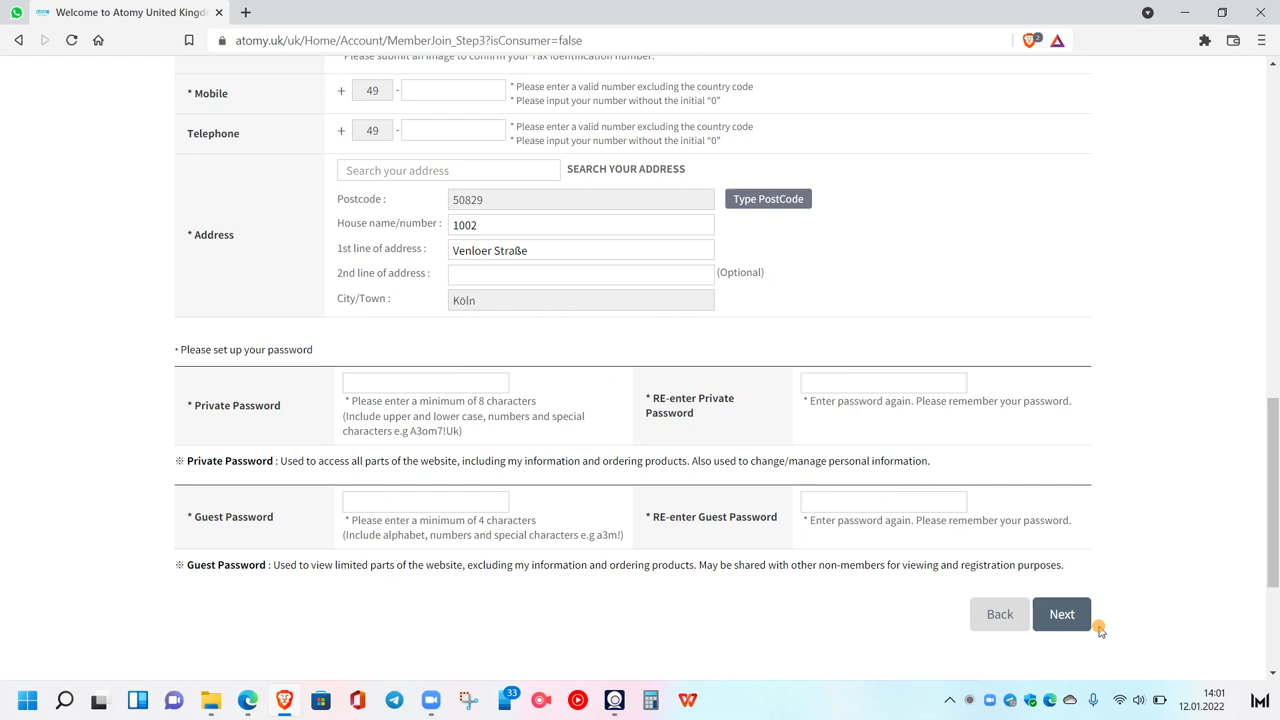 Welcome to Atomy United Kingd
atomy.uk/uk/Home/Account/MemberJoin_Step3?isConsumer=false
2
* Please submit an image to confirm your Tax identification number.
* Mobile
+ 49 -
* Please enter a valid number excluding the country code
* Please input your number without the initial “0”
Telephone
+ 49 -
* Please enter a valid number excluding the country code
* Please input your number without the initial “0”
* Address
Search your address SEARCH YOUR ADDRESS
Postcode : 50829 Type PostCode
House name/number : 1002
1st line of address : Venloer Straße
2nd line of address : (Optional)
City/Town : Köln
* Please set up your password
* Private Password
* Please enter a minimum of 8 characters
(Include upper and lower case, numbers and special
characters e.g A3om7!Uk)
* RE-enter Private
Password
* Enter password again. Please remember your password.
※ Private Password : Used to access all parts of the website, including my information and ordering products. Also used to change/manage personal information.
* Guest Password
* Please enter a minimum of 4 characters
(Include alphabet, numbers and special characters e.g a3m!)
* RE-enter Guest Password
* Enter password again. Please remember your password.
※ Guest Password : Used to view limited parts of the website, excluding my information and ordering products. May be shared with other non-members for viewing and registration purposes.
Back Next
33
14:01
12.01.2022